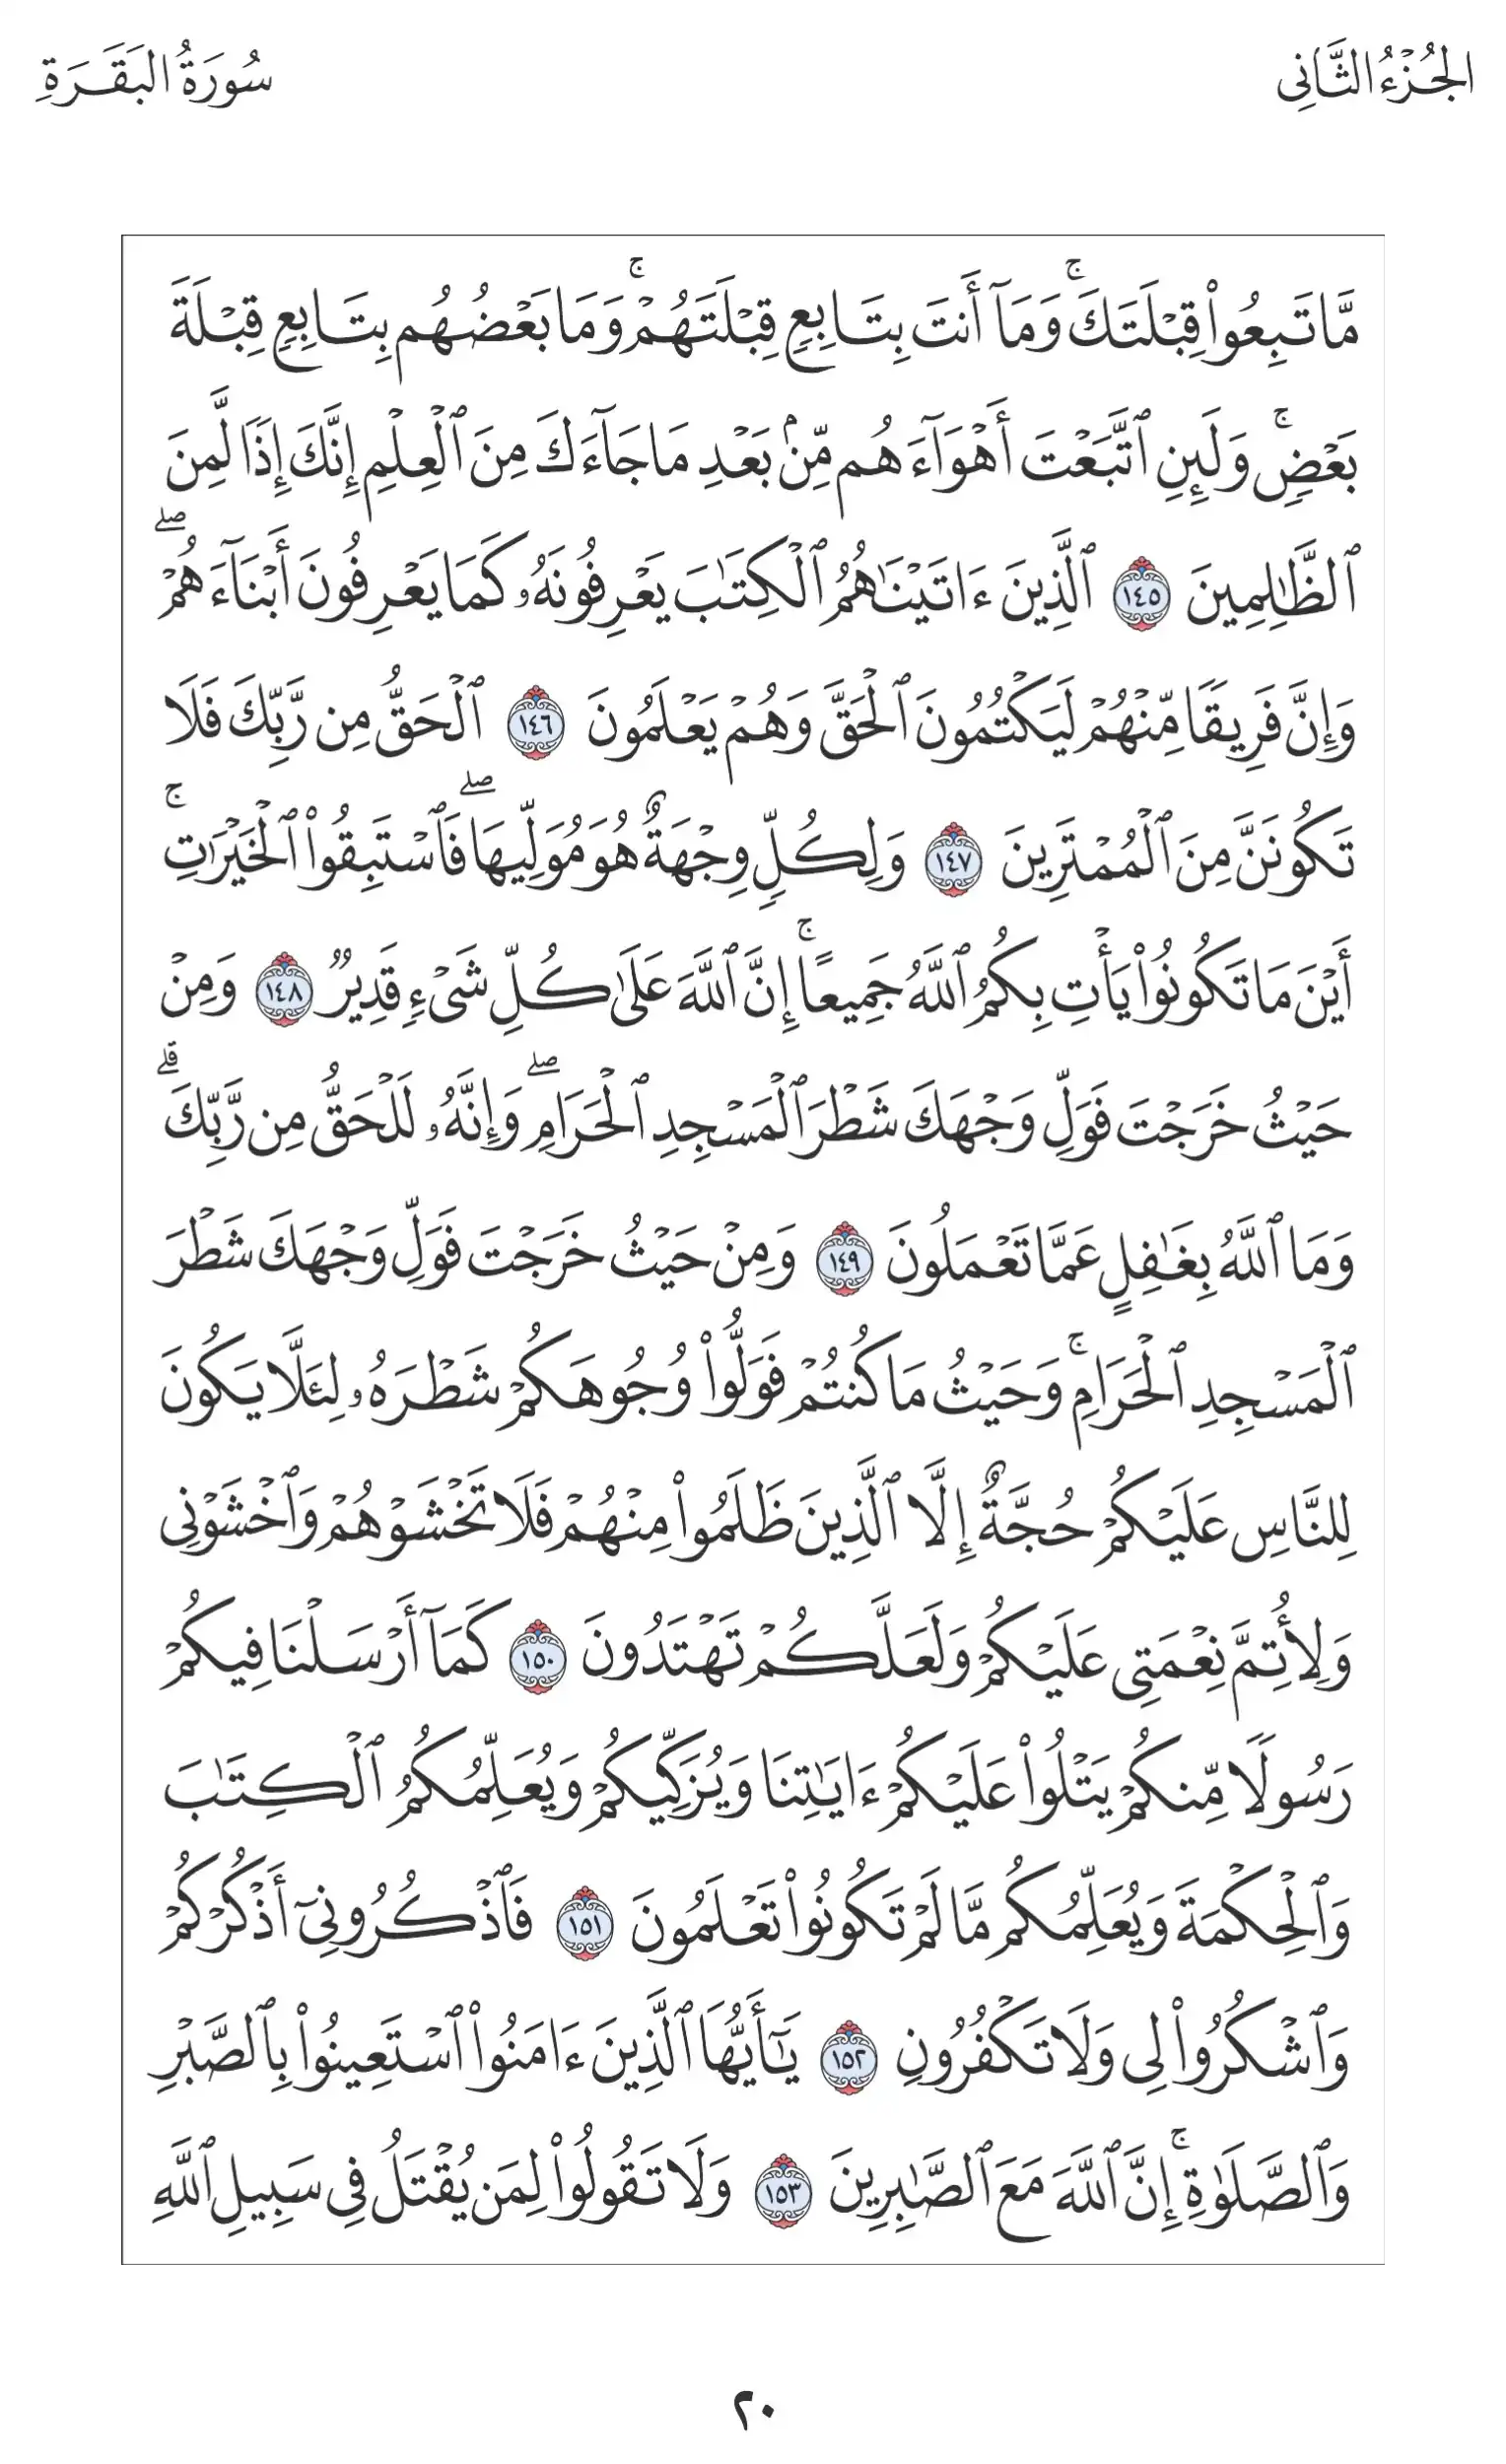 الجُزْءُ الثَّانِي
سُورَةُ البَقَرَةِ
مَّا تَبِعُوا۟ قِبْلَتَكَ ۚ وَمَآ أَنتَ بِتَابِعٍ قِبْلَتَهُمْ ۚ وَمَا بَعْضُهُم بِتَابِعٍ قِبْلَةَ
بَعْضٍ ۚ وَلَئِنِ ٱتَّبَعْتَ أَهْوَآءَهُم مِّنۢ بَعْدِ مَا جَآءَكَ مِنَ ٱلْعِلْمِ إِنَّكَ إِذًا لَّمِنَ
ٱلظَّٰلِمِينَ ١٤٥ ٱلَّذِينَ ءَاتَيْنَٰهُمُ ٱلْكِتَٰبَ يَعْرِفُونَهُۥ كَمَا يَعْرِفُونَ أَبْنَآءَهُمْ ۖ
وَإِنَّ فَرِيقًا مِّنْهُمْ لَيَكْتُمُونَ ٱلْحَقَّ وَهُمْ يَعْلَمُونَ ١٤٦ ٱلْحَقُّ مِن رَّبِّكَ فَلَا
تَكُونَنَّ مِنَ ٱلْمُمْتَرِينَ ١٤٧ وَلِكُلٍّ وِجْهَةٌ هُوَ مُوَلِّيهَا ۖ فَٱسْتَبِقُوا۟ ٱلْخَيْرَٰتِ ۚ
أَيْنَ مَا تَكُونُوا۟ يَأْتِ بِكُمُ ٱللَّهُ جَمِيعًا ۚ إِنَّ ٱللَّهَ عَلَىٰ كُلِّ شَىْءٍ قَدِيرٌ ١٤٨ وَمِنْ
حَيْثُ خَرَجْتَ فَوَلِّ وَجْهَكَ شَطْرَ ٱلْمَسْجِدِ ٱلْحَرَامِ ۖ وَإِنَّهُۥ لَلْحَقُّ مِن رَّبِّكَ ۗ
وَمَا ٱللَّهُ بِغَٰفِلٍ عَمَّا تَعْمَلُونَ ١٤٩ وَمِنْ حَيْثُ خَرَجْتَ فَوَلِّ وَجْهَكَ شَطْرَ
ٱلْمَسْجِدِ ٱلْحَرَامِ ۚ وَحَيْثُ مَا كُنتُمْ فَوَلُّوا۟ وُجُوهَكُمْ شَطْرَهُۥ لِئَلَّا يَكُونَ
لِلنَّاسِ عَلَيْكُمْ حُجَّةٌ إِلَّا ٱلَّذِينَ ظَلَمُوا۟ مِنْهُمْ فَلَا تَخْشَوْهُمْ وَٱخْشَوْنِى
وَلِأُتِمَّ نِعْمَتِى عَلَيْكُمْ وَلَعَلَّكُمْ تَهْتَدُونَ ١٥٠ كَمَآ أَرْسَلْنَا فِيكُمْ
رَسُولًا مِّنكُمْ يَتْلُوا۟ عَلَيْكُمْ ءَايَٰتِنَا وَيُزَكِّيكُمْ وَيُعَلِّمُكُمُ ٱلْكِتَٰبَ
وَٱلْحِكْمَةَ وَيُعَلِّمُكُم مَّا لَمْ تَكُونُوا۟ تَعْلَمُونَ ١٥١ فَٱذْكُرُونِىٓ أَذْكُرْكُمْ
وَٱشْكُرُوا۟ لِى وَلَا تَكْفُرُونِ ١٥٢ يَٰٓأَيُّهَا ٱلَّذِينَ ءَامَنُوا۟ ٱسْتَعِينُوا۟ بِٱلصَّبْرِ
وَٱلصَّلَوٰةِ ۚ إِنَّ ٱللَّهَ مَعَ ٱلصَّٰبِرِينَ ١٥٣ وَلَا تَقُولُوا۟ لِمَن يُقْتَلُ فِى سَبِيلِ ٱللَّهِ
٢٠